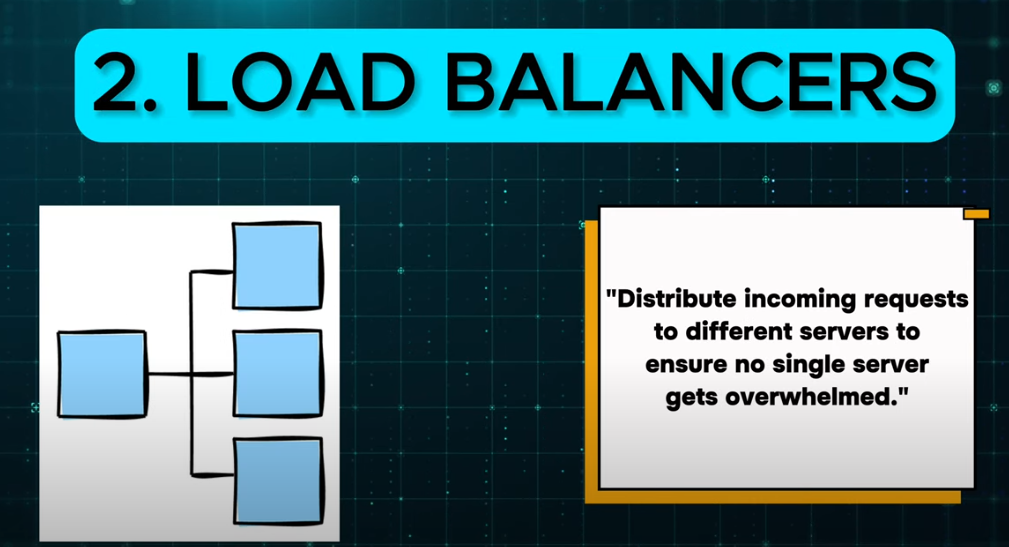 2. LOAD BALANCERS
"Distribute incoming requests
to different servers to
ensure no single server
gets overwhelmed."